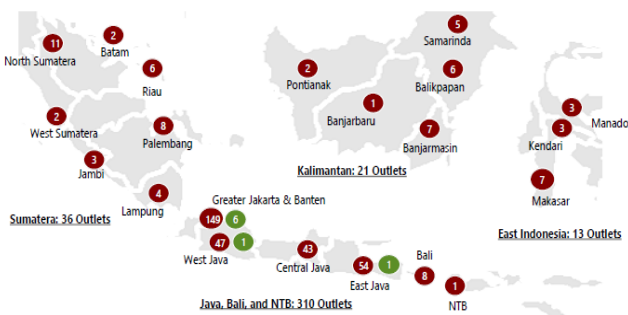 11
North Sumatera
2
Batam
6
Riau
2
West Sumatera
8
Palembang
3
Jambi
4
Lampung
Sumatera: 36 Outlets
5
Samarinda
2
Pontianak
6
Balikpapan
1
Banjarbaru
7
Banjarmasin
Kalimantan: 21 Outlets
3
Manado
3
Kendari
7
Makasar
East Indonesia: 13 Outlets
Greater Jakarta & Banten
149 6
47 1
West Java
43
Central Java
54 1
East Java
Bali
8
1
NTB
Java, Bali, and NTB: 310 Outlets